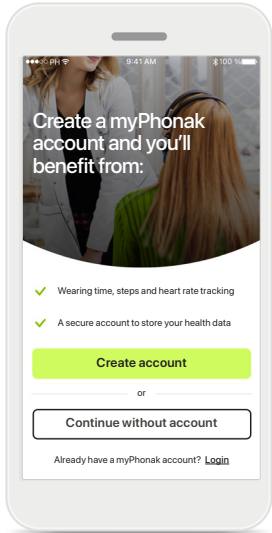 ●●●○○ PH 9:41 AM 100 %
Create a myPhonak
account and you'll
benefit from:
Wearing time, steps and heart rate tracking
A secure account to store your health data
Create account
or
Continue without account
Already have a myPhonak account? Login